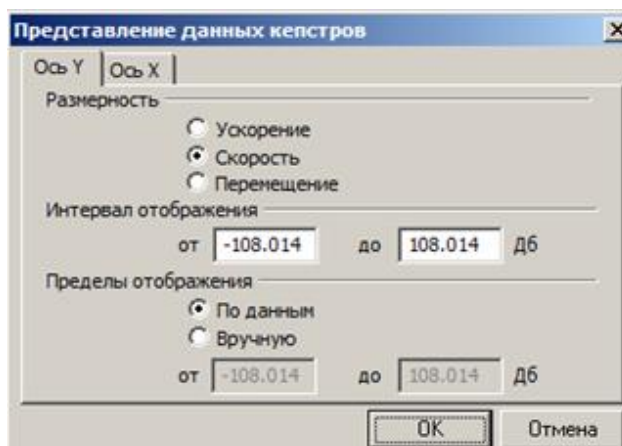 Представление данных кепстров
Ось Y Ось X
Размерность
Ускорение
Скорость
Перемещение
Интервал отображения
от -108.014 до 108.014 Дб
Пределы отображения
По данным
Вручную
от -108.014 до 108.014 Дб
OK Отмена